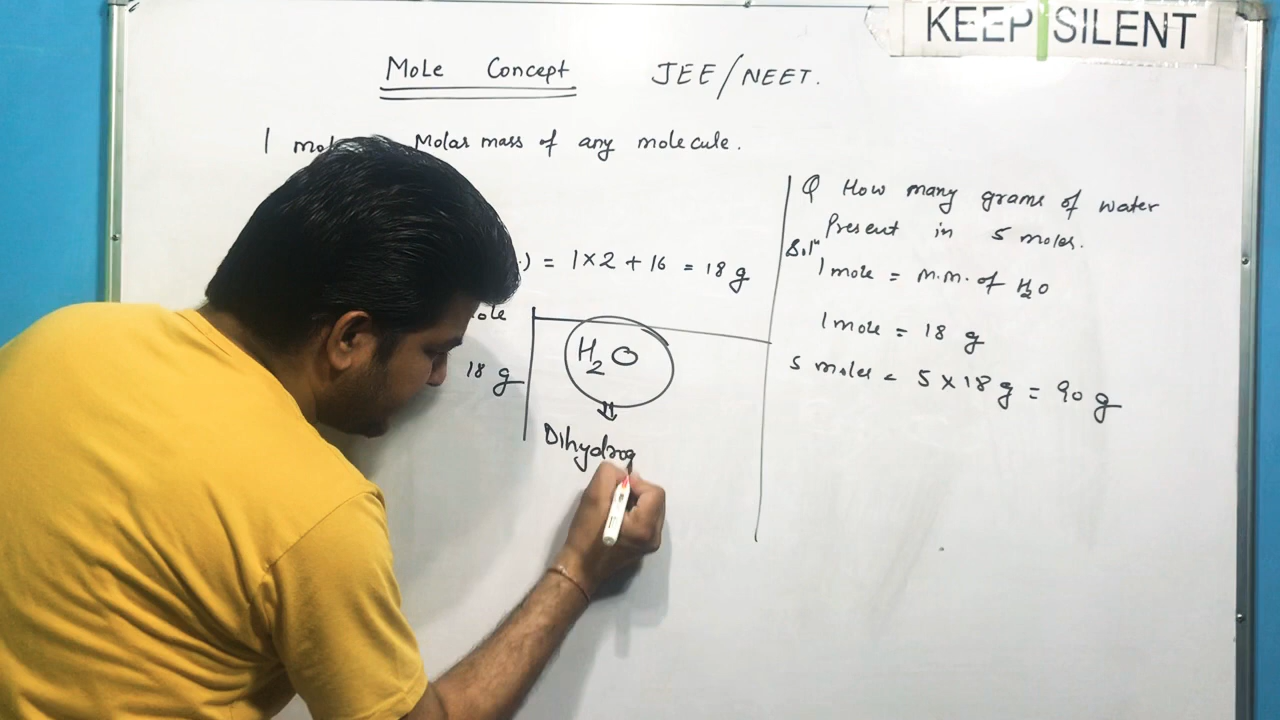 KEEP SILENT
Mole Concept JEE/NEET.
1 Molar mass of any molecule.
) = 1×2 + 16 = 18 g
18 g
H2O
Dihydrog
Q How many grams of water
Present in 5 moles.
Sol"
1 mole = M.M. of H2O
1 mole = 18 g
5 moles = 5 × 18 g = 90 g